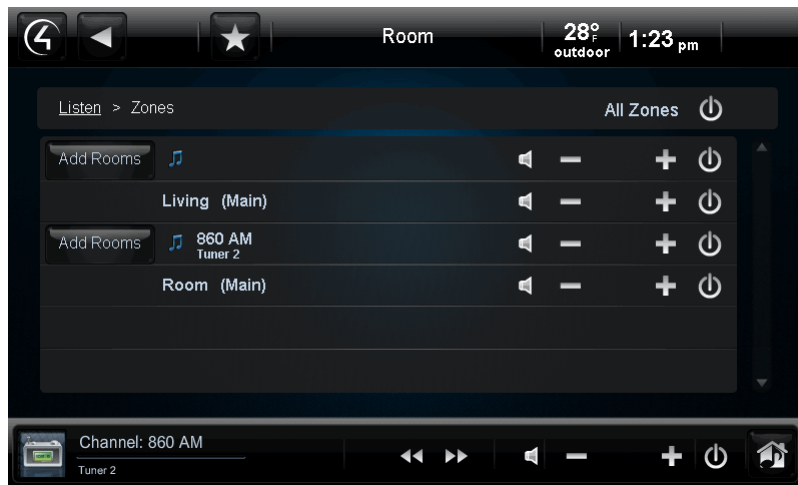 Room
28°F
outdoor
1:23 pm
Listen > Zones
All Zones
Add Rooms
Living (Main)
Add Rooms
860 AM
Tuner 2
Room (Main)
Channel: 860 AM
Tuner 2